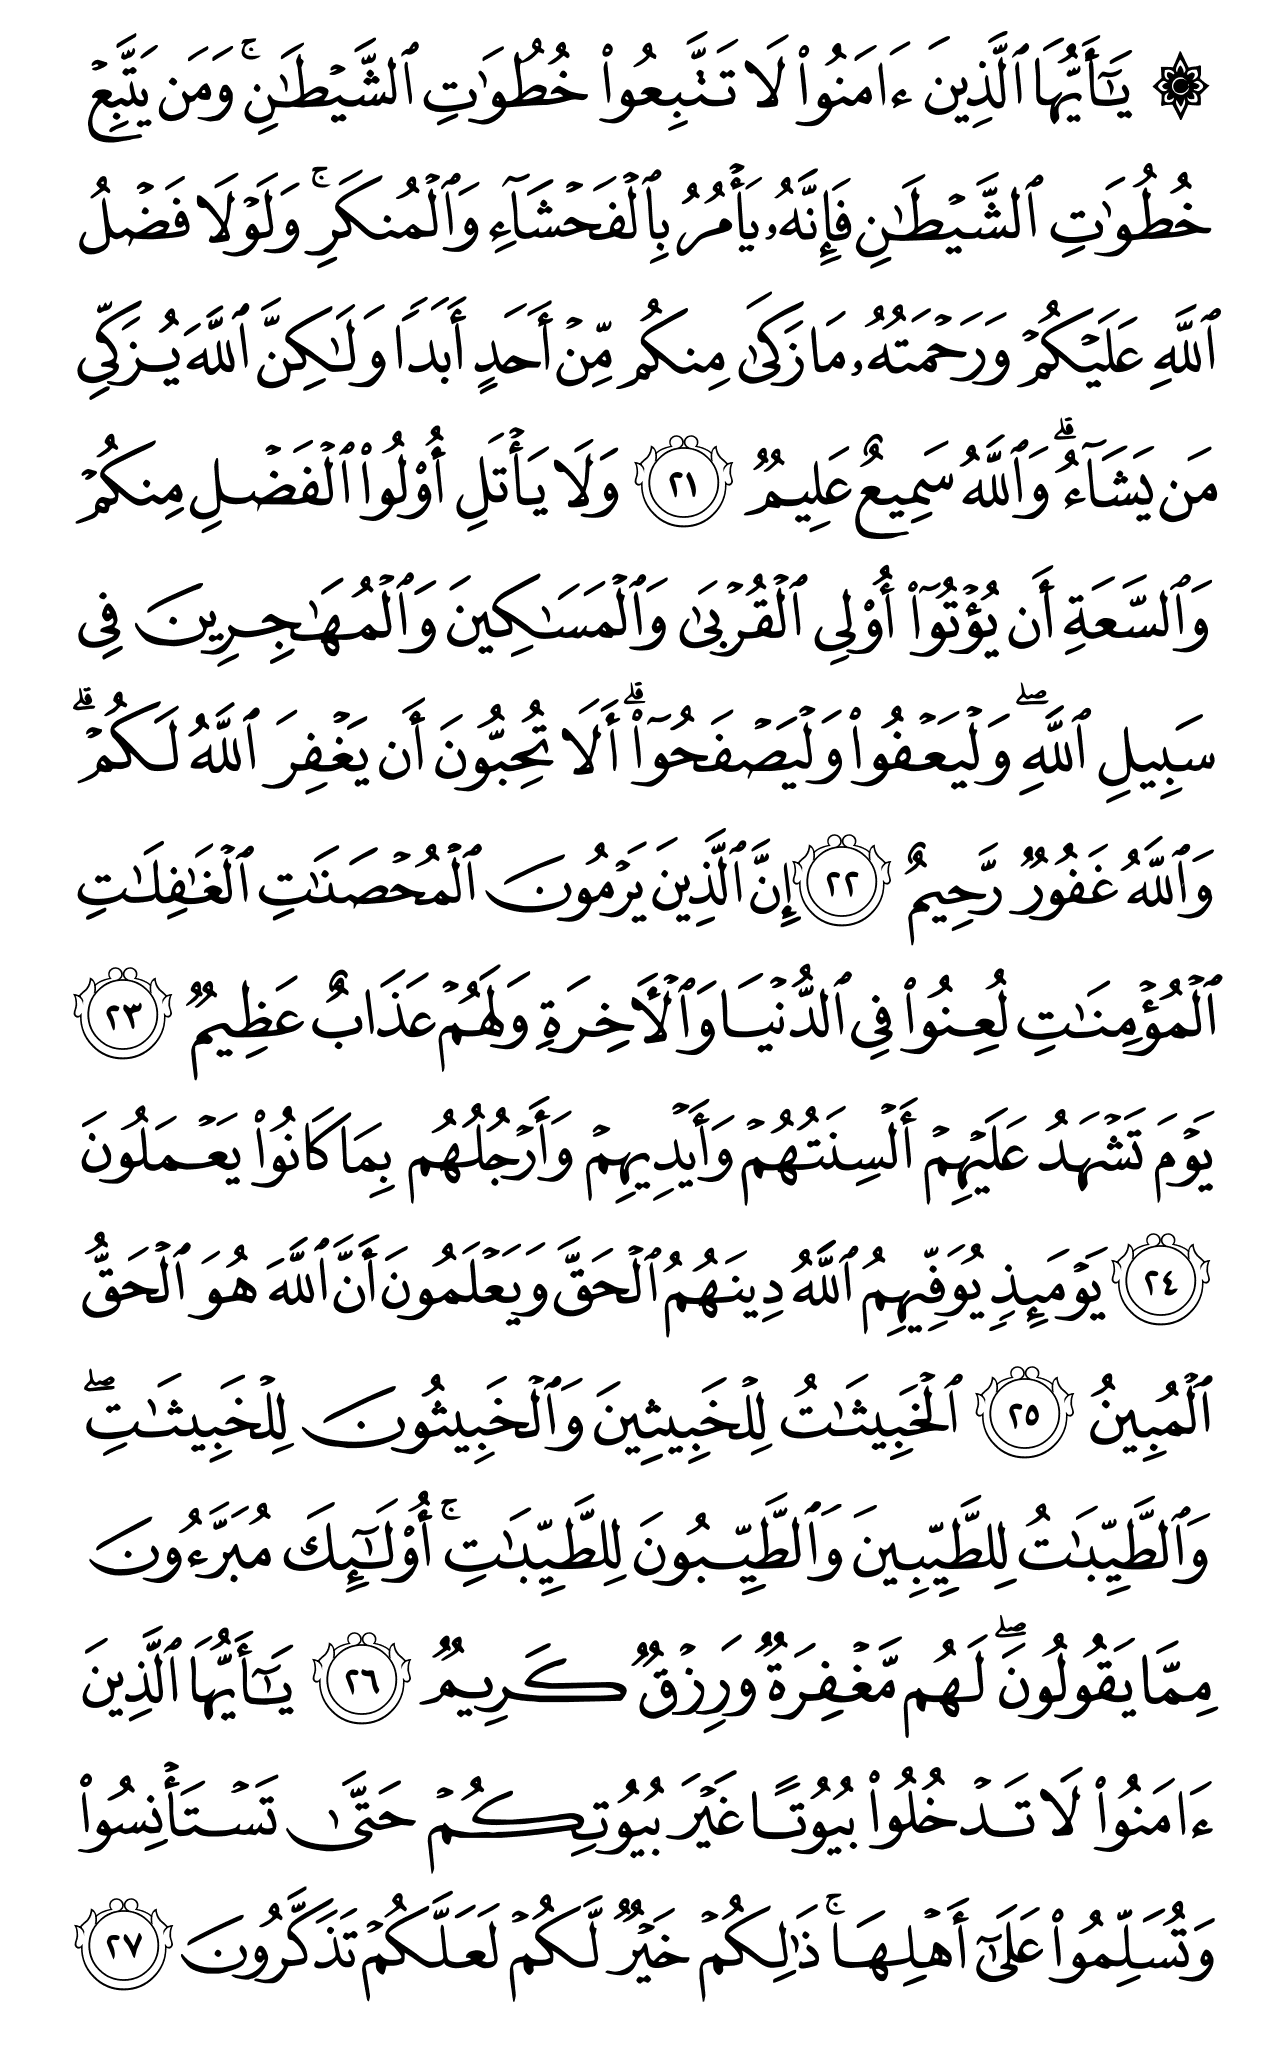 ۞ يَٰٓأَيُّهَا ٱلَّذِينَ ءَامَنُوا۟ لَا تَتَّبِعُوا۟ خُطُوَٰتِ ٱلشَّيْطَٰنِ ۚ وَمَن يَتَّبِعْ
خُطُوَٰتِ ٱلشَّيْطَٰنِ فَإِنَّهُۥ يَأْمُرُ بِٱلْفَحْشَآءِ وَٱلْمُنكَرِ ۚ وَلَوْلَا فَضْلُ
ٱللَّهِ عَلَيْكُمْ وَرَحْمَتُهُۥ مَا زَكَىٰ مِنكُم مِّنْ أَحَدٍ أَبَدًا وَلَٰكِنَّ ٱللَّهَ يُزَكِّى
مَن يَشَآءُ ۗ وَٱللَّهُ سَمِيعٌ عَلِيمٌ ٢١ وَلَا يَأْتَلِ أُو۟لُوا۟ ٱلْفَضْلِ مِنكُمْ
وَٱلسَّعَةِ أَن يُؤْتُوٓا۟ أُو۟لِى ٱلْقُرْبَىٰ وَٱلْمَسَٰكِينَ وَٱلْمُهَٰجِرِينَ فِى
سَبِيلِ ٱللَّهِ ۖ وَلْيَعْفُوا۟ وَلْيَصْفَحُوٓا۟ ۗ أَلَا تُحِبُّونَ أَن يَغْفِرَ ٱللَّهُ لَكُمْ ۗ
وَٱللَّهُ غَفُورٌ رَّحِيمٌ ٢٢ إِنَّ ٱلَّذِينَ يَرْمُونَ ٱلْمُحْصَنَٰتِ ٱلْغَٰفِلَٰتِ
ٱلْمُؤْمِنَٰتِ لُعِنُوا۟ فِى ٱلدُّنْيَا وَٱلْءَاخِرَةِ وَلَهُمْ عَذَابٌ عَظِيمٌ ٢٣
يَوْمَ تَشْهَدُ عَلَيْهِمْ أَلْسِنَتُهُمْ وَأَيْدِيهِمْ وَأَرْجُلُهُم بِمَا كَانُوا۟ يَعْمَلُونَ
٢٤ يَوْمَئِذٍ يُوَفِّيهِمُ ٱللَّهُ دِينَهُمُ ٱلْحَقَّ وَيَعْلَمُونَ أَنَّ ٱللَّهَ هُوَ ٱلْحَقُّ
ٱلْمُبِينُ ٢٥ ٱلْخَبِيثَٰتُ لِلْخَبِيثِينَ وَٱلْخَبِيثُونَ لِلْخَبِيثَٰتِ ۖ
وَٱلطَّيِّبَٰتُ لِلطَّيِّبِينَ وَٱلطَّيِّبُونَ لِلطَّيِّبَٰتِ ۚ أُو۟لَٰٓئِكَ مُبَرَّءُونَ
مِمَّا يَقُولُونَ ۖ لَهُم مَّغْفِرَةٌ وَرِزْقٌ كَرِيمٌ ٢٦ يَٰٓأَيُّهَا ٱلَّذِينَ
ءَامَنُوا۟ لَا تَدْخُلُوا۟ بُيُوتًا غَيْرَ بُيُوتِكُمْ حَتَّىٰ تَسْتَأْنِسُوا۟
وَتُسَلِّمُوا۟ عَلَىٰٓ أَهْلِهَا ۚ ذَٰلِكُمْ خَيْرٌ لَّكُمْ لَعَلَّكُمْ تَذَكَّرُونَ ٢٧